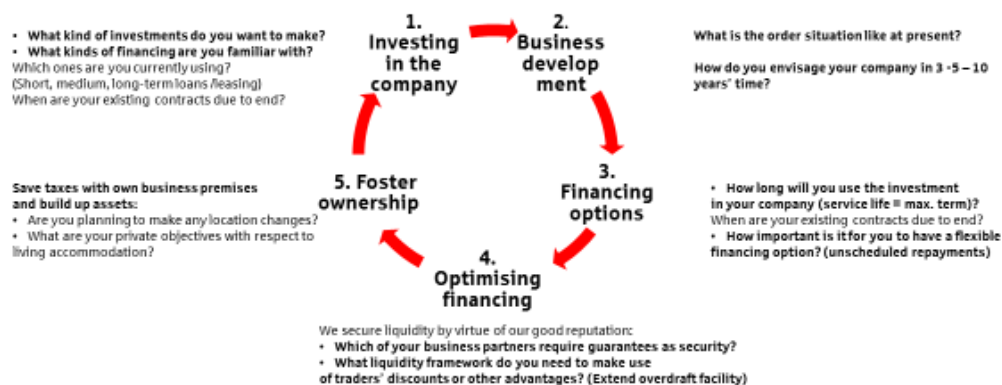 • What kind of investments do you want to make?
• What kinds of financing are you familiar with?
Which ones are you currently using?
(Short, medium, long-term loans /leasing)
When are your existing contracts due to end?
1.
Investing
in the
company
2.
Business
develop
ment
What is the order situation like at present?
How do you envisage your company in 3 -5 – 10
years' time?
3.
Financing
options
• How long will you use the investment
in your company (service life = max. term)?
When are your existing contracts due to end?
• How important is it for you to have a flexible
financing option? (unscheduled repayments)
4.
Optimising
financing
We secure liquidity by virtue of our good reputation:
• Which of your business partners require guarantees as security?
• What liquidity framework do you need to make use
of traders' discounts or other advantages? (Extend overdraft facility)
5. Foster
ownership
Save taxes with own business premises
and build up assets:
• Are you planning to make any location changes?
• What are your private objectives with respect to
living accommodation?